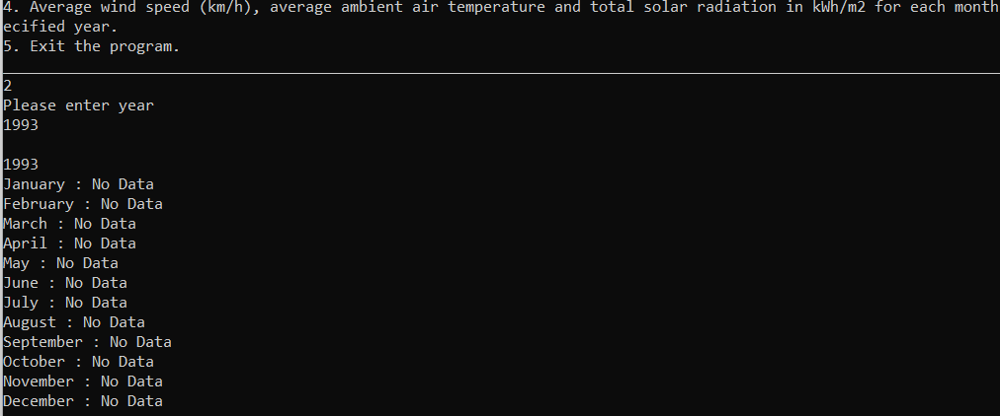 4. Average wind speed (km/h), average ambient air temperature and total solar radiation in kWh/m2 for each month
ecified year.
5. Exit the program.
2
Please enter year
1993
1993
January : No Data
February : No Data
March : No Data
April : No Data
May : No Data
June : No Data
July : No Data
August : No Data
September : No Data
October : No Data
November : No Data
December : No Data